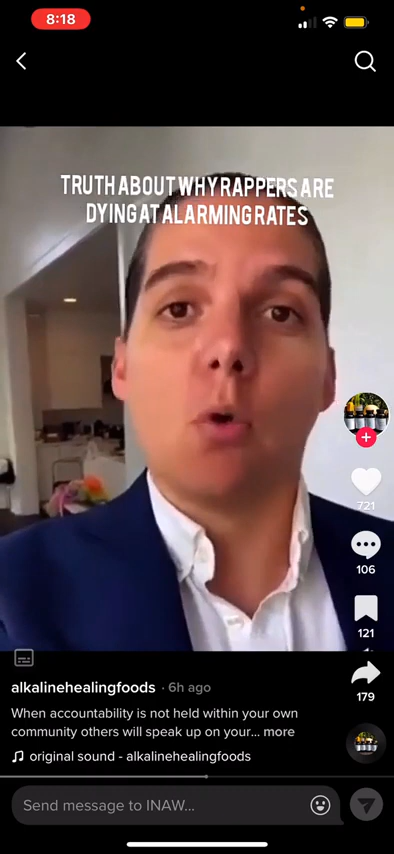 8:18
TRUTH ABOUT WHY RAPPERS ARE
DYING AT ALARMING RATES
721
106
121
179
alkalinehealingfoods · 6h ago
When accountability is not held within your own
community others will speak up on your... more
original sound - alkalinehealingfoods
Send message to INAW...